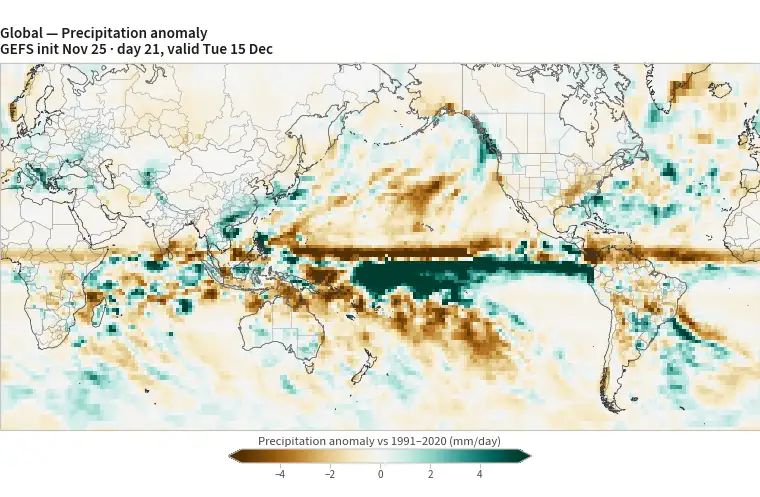 Global — Precipitation anomaly
GEFS init Nov 25 · day 21, valid Tue 15 Dec
Precipitation anomaly vs 1991–2020 (mm/day)
−4 −2 0 2 4